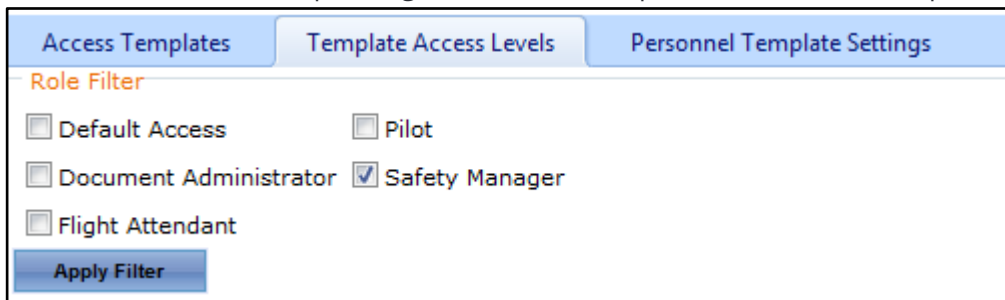 Access Templates Template Access Levels Personnel Template Settings
Role Filter
Default Access Pilot
Document Administrator Safety Manager
Flight Attendant
Apply Filter